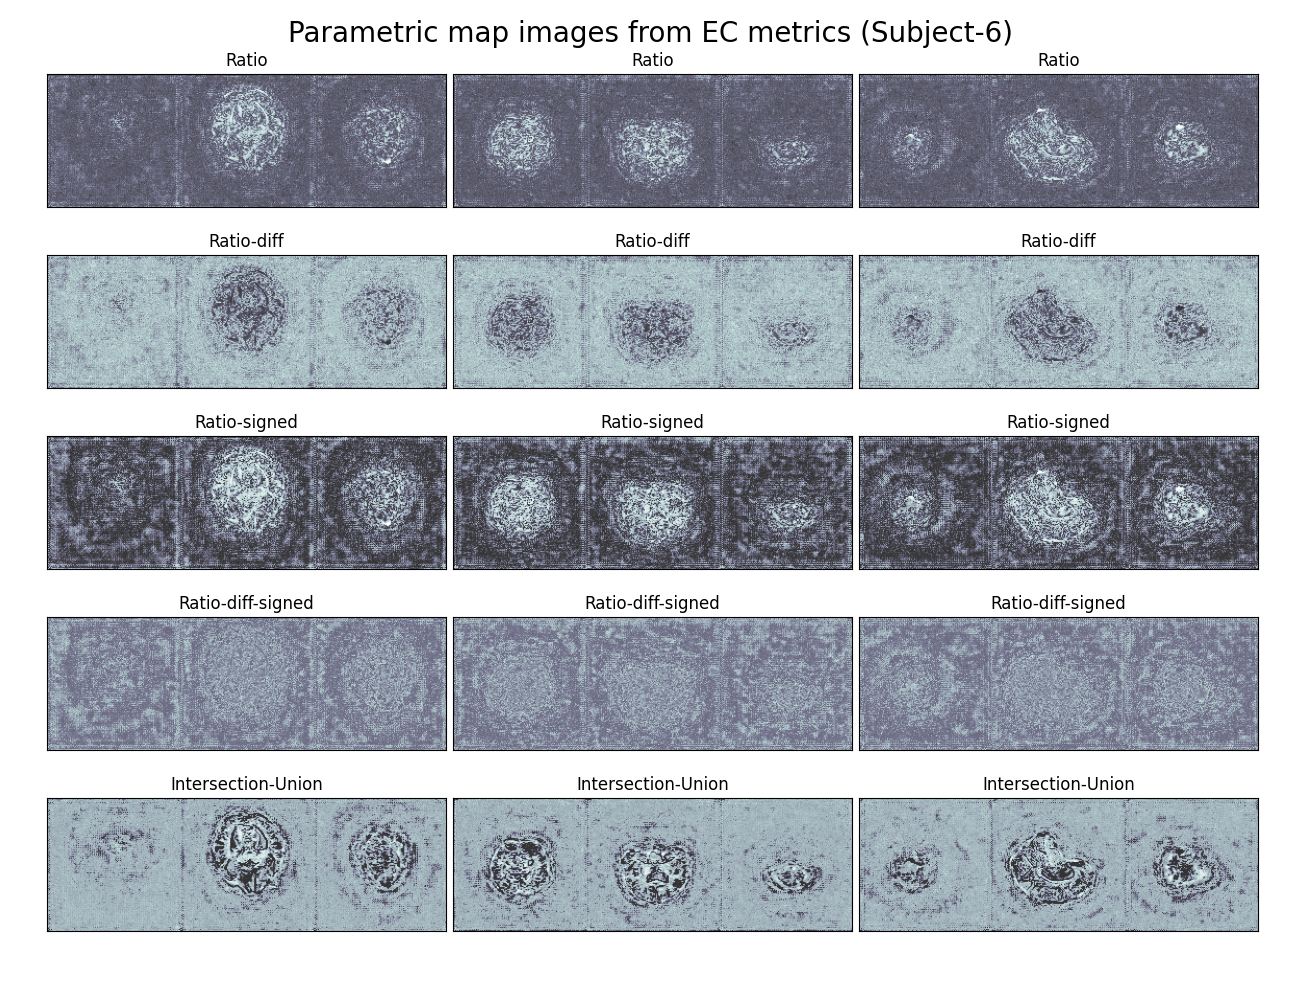 Parametric map images from EC metrics (Subject-6)
Ratio Ratio Ratio
Ratio-diff Ratio-diff Ratio-diff
Ratio-signed Ratio-signed Ratio-signed
Ratio-diff-signed Ratio-diff-signed Ratio-diff-signed
Intersection-Union Intersection-Union Intersection-Union